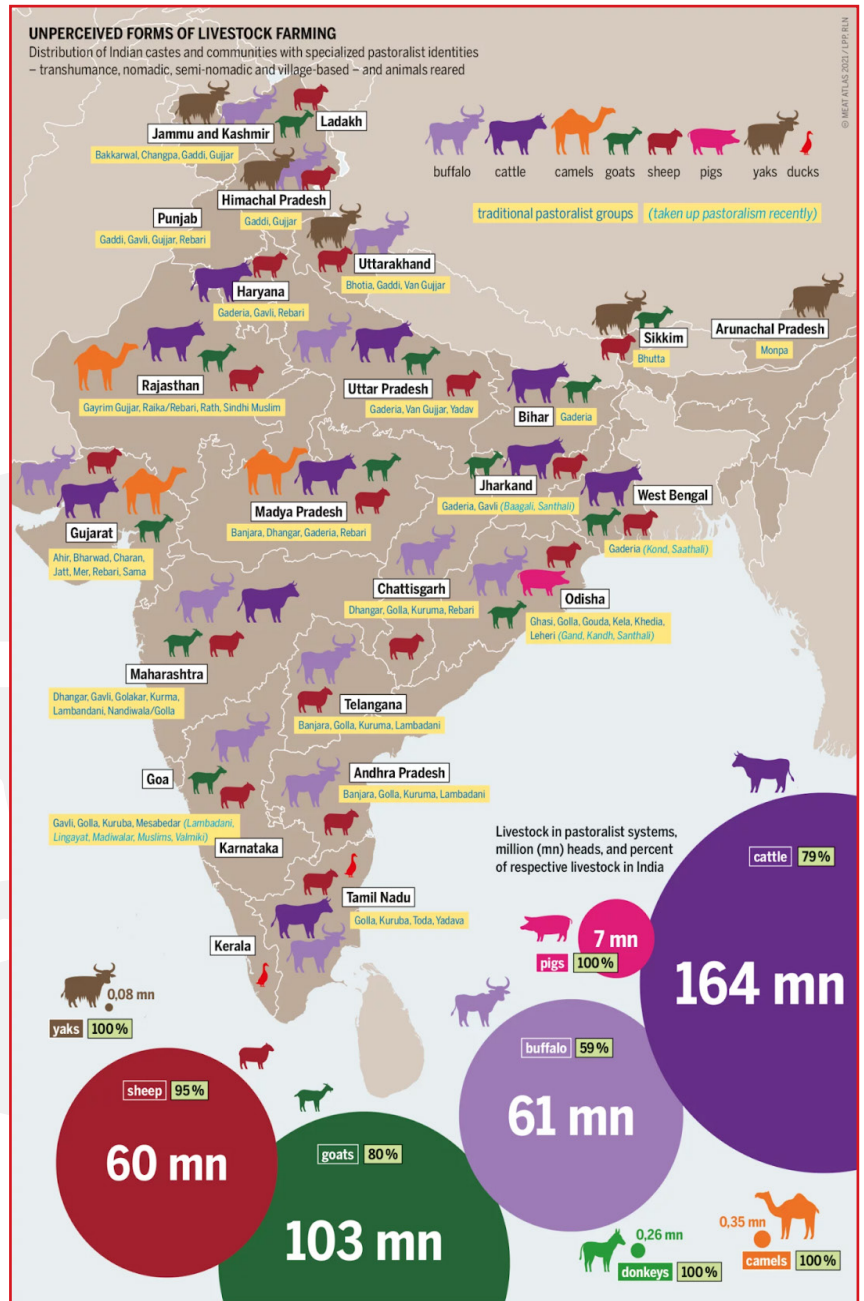 UNPERCEIVED FORMS OF LIVESTOCK FARMING
Distribution of Indian castes and communities with specialized pastoralist identities
– transhumance, nomadic, semi-nomadic and village-based – and animals reared
© MEAT ATLAS 2021 / LPP, RLN
buffalo
cattle
camels
goats
sheep
pigs
yaks
ducks
traditional pastoralist groups
(taken up pastoralism recently)
Ladakh
Jammu and Kashmir
Bakkarwal, Changpa, Gaddi, Gujjar
Himachal Pradesh
Gaddi, Gujjar
Punjab
Gaddi, Gavli, Gujjar, Rebari
Uttarakhand
Bhotia, Gaddi, Van Gujjar
Haryana
Gaderia, Gavli, Rebari
Sikkim
Bhutta
Arunachal Pradesh
Monpa
Rajasthan
Gayrim Gujjar, Raika/Rebari, Rath, Sindhi Muslim
Uttar Pradesh
Gaderia, Van Gujjar, Yadav
Bihar
Gaderia
Gujarat
Ahir, Bharwad, Charan,
Jatt, Mer, Rebari, Sama
Madya Pradesh
Banjara, Dhangar, Gaderia, Rebari
Jharkand
Gaderia, Gavli (Baagali, Santhali)
West Bengal
Gaderia (Kond, Saathali)
Chattisgarh
Dhangar, Golla, Kuruma, Rebari
Odisha
Ghasi, Golla, Gouda, Kela, Khedia,
Leheri (Gand, Kandh, Santhali)
Maharashtra
Dhangar, Gavli, Golakar, Kurma,
Lambandani, Nandiwala/Golla
Telangana
Banjara, Golla, Kuruma, Lambadani
Goa
Andhra Pradesh
Banjara, Golla, Kuruma, Lambadani
Gavli, Golla, Kuruba, Mesabedar (Lambadani,
Lingayat, Madiwalar, Muslims, Valmiki)
Karnataka
Tamil Nadu
Golla, Kuruba, Toda, Yadava
Kerala
Livestock in pastoralist systems,
million (mn) heads, and percent
of respective livestock in India
cattle 79 %
164 mn
7 mn
pigs 100 %
buffalo 59 %
61 mn
0,08 mn
yaks 100 %
sheep 95 %
60 mn
goats 80 %
103 mn
0,26 mn
donkeys 100 %
0,35 mn
camels 100 %